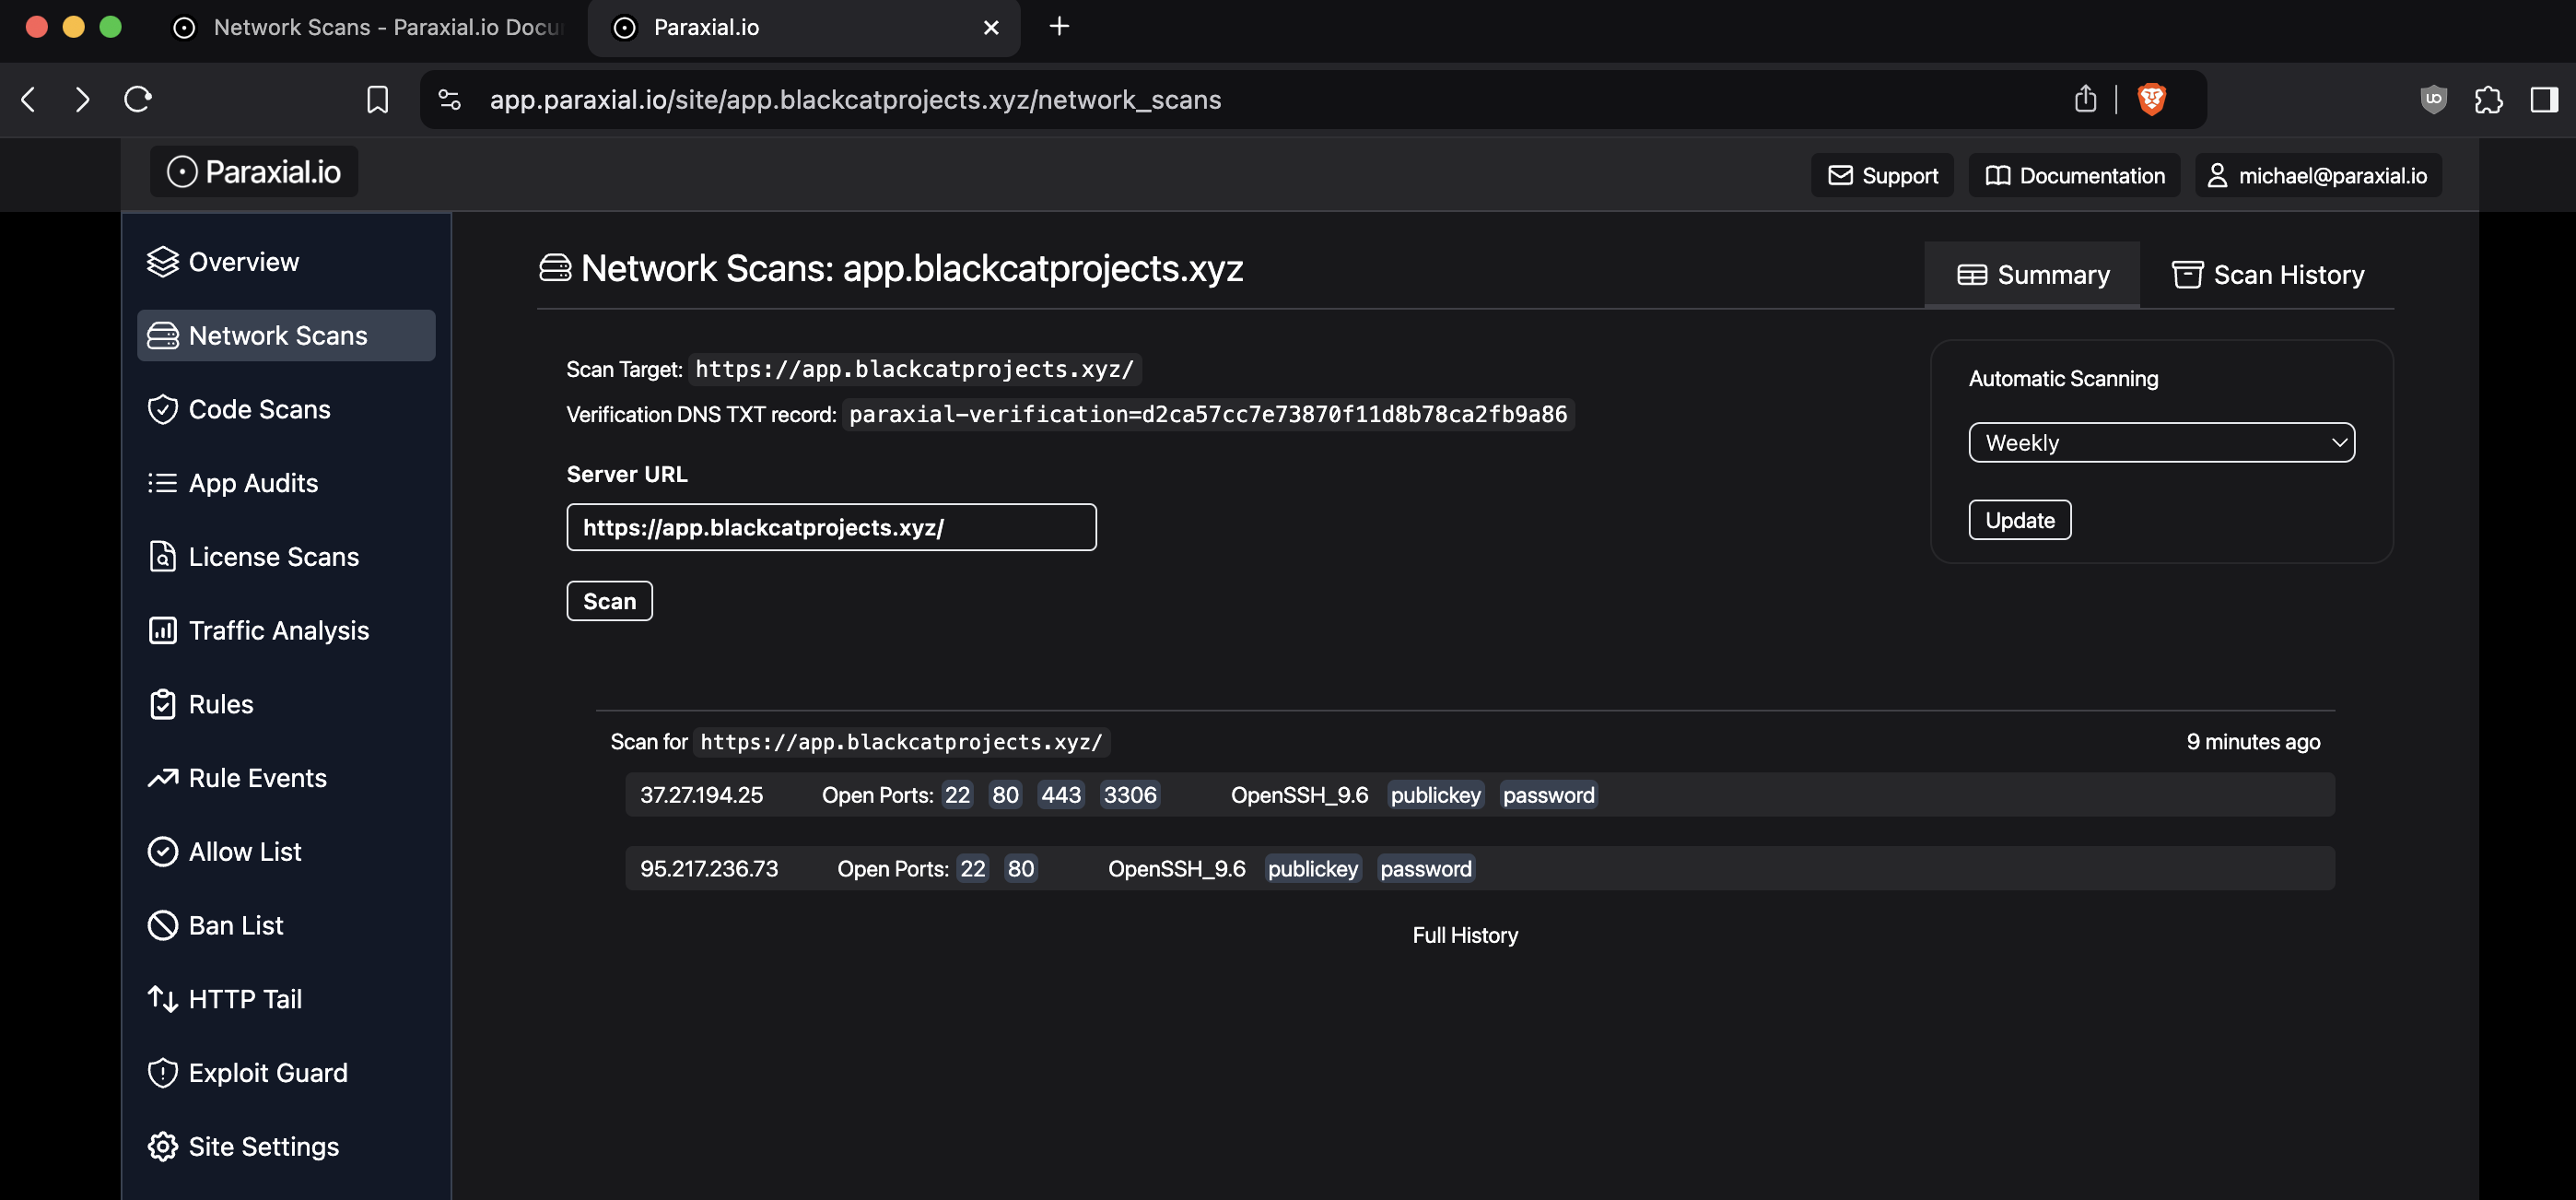 Network Scans - Paraxial.io Docu
Paraxial.io
app.paraxial.io/site/app.blackcatprojects.xyz/network_scans
Paraxial.io
Support
Documentation
michael@paraxial.io
Overview
Network Scans
Code Scans
App Audits
License Scans
Traffic Analysis
Rules
Rule Events
Allow List
Ban List
HTTP Tail
Exploit Guard
Site Settings
Network Scans: app.blackcatprojects.xyz
Summary
Scan History
Scan Target: https://app.blackcatprojects.xyz/
Verification DNS TXT record: paraxial-verification=d2ca57cc7e73870f11d8b78ca2fb9a86
Server URL
https://app.blackcatprojects.xyz/
Scan
Automatic Scanning
Weekly
Update
Scan for https://app.blackcatprojects.xyz/ 9 minutes ago
37.27.194.25 Open Ports: 22 80 443 3306 OpenSSH_9.6 publickey password
95.217.236.73 Open Ports: 22 80 OpenSSH_9.6 publickey password
Full History